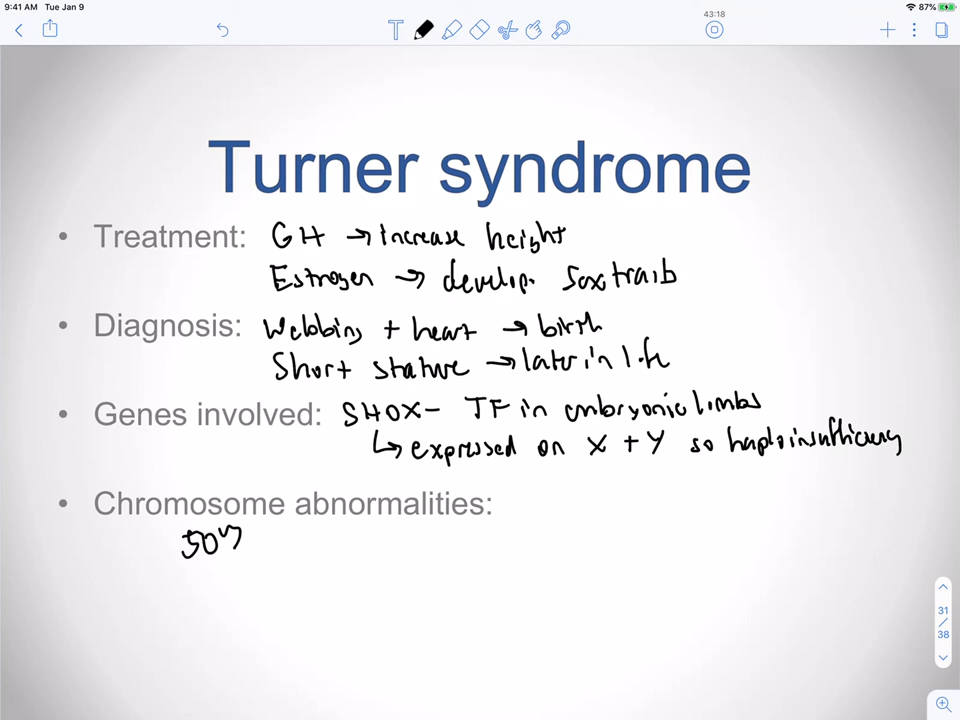 9:41 AM Tue Jan 9
43:18
87%
Turner syndrome
• Treatment: GH → increase height
Estrogen → develop sex traits
• Diagnosis: Webbing + heart → birth
Short stature → later in life
• Genes involved: SHOX - TF in embryonic limbs
↳ expressed on X + Y so haploinsufficiency
• Chromosome abnormalities:
50%
31
/
38